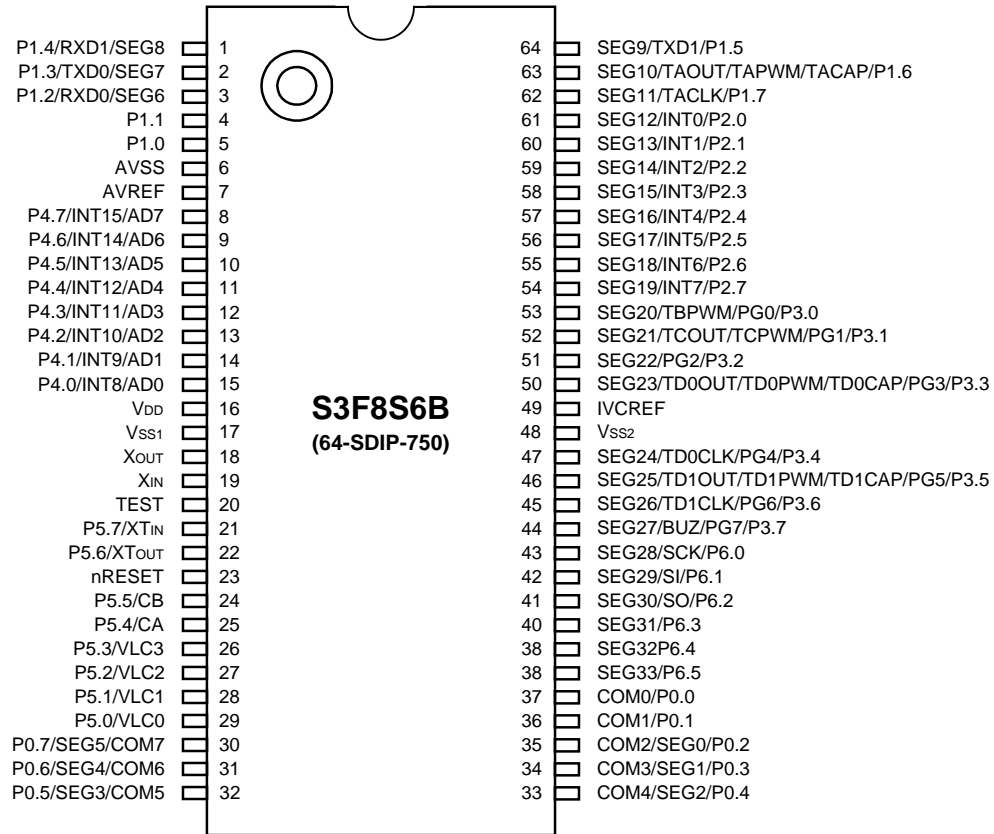 P1.4/RXD1/SEG8 1
P1.3/TXD0/SEG7 2
P1.2/RXD0/SEG6 3
P1.1 4
P1.0 5
AVSS 6
AVREF 7
P4.7/INT15/AD7 8
P4.6/INT14/AD6 9
P4.5/INT13/AD5 10
P4.4/INT12/AD4 11
P4.3/INT11/AD3 12
P4.2/INT10/AD2 13
P4.1/INT9/AD1 14
P4.0/INT8/AD0 15
VDD 16
VSS1 17
XOUT 18
XIN 19
TEST 20
P5.7/XTIN 21
P5.6/XTOUT 22
nRESET 23
P5.5/CB 24
P5.4/CA 25
P5.3/VLC3 26
P5.2/VLC2 27
P5.1/VLC1 28
P5.0/VLC0 29
P0.7/SEG5/COM7 30
P0.6/SEG4/COM6 31
P0.5/SEG3/COM5 32
S3F8S6B
(64-SDIP-750)
64 SEG9/TXD1/P1.5
63 SEG10/TAOUT/TAPWM/TACAP/P1.6
62 SEG11/TACLK/P1.7
61 SEG12/INT0/P2.0
60 SEG13/INT1/P2.1
59 SEG14/INT2/P2.2
58 SEG15/INT3/P2.3
57 SEG16/INT4/P2.4
56 SEG17/INT5/P2.5
55 SEG18/INT6/P2.6
54 SEG19/INT7/P2.7
53 SEG20/TBPWM/PG0/P3.0
52 SEG21/TCOUT/TCPWM/PG1/P3.1
51 SEG22/PG2/P3.2
50 SEG23/TD0OUT/TD0PWM/TD0CAP/PG3/P3.3
49 IVCREF
48 VSS2
47 SEG24/TD0CLK/PG4/P3.4
46 SEG25/TD1OUT/TD1PWM/TD1CAP/PG5/P3.5
45 SEG26/TD1CLK/PG6/P3.6
44 SEG27/BUZ/PG7/P3.7
43 SEG28/SCK/P6.0
42 SEG29/SI/P6.1
41 SEG30/SO/P6.2
40 SEG31/P6.3
38 SEG32P6.4
38 SEG33/P6.5
37 COM0/P0.0
36 COM1/P0.1
35 COM2/SEG0/P0.2
34 COM3/SEG1/P0.3
33 COM4/SEG2/P0.4